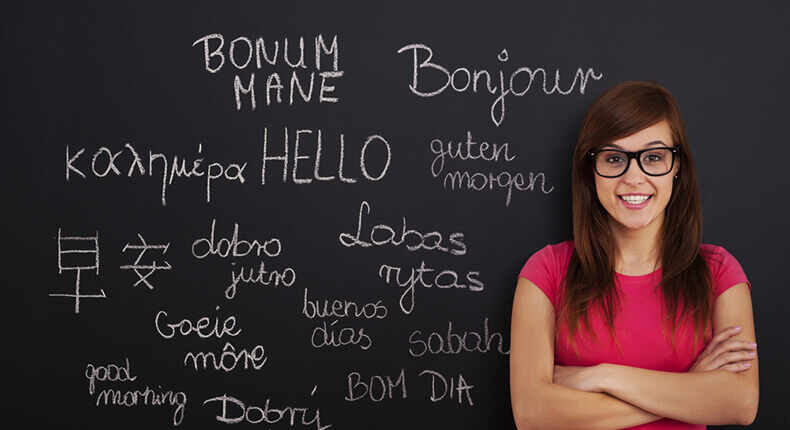 BONUM
MANE
Bonjour
καλημέρα
HELLO
guten
morgen
早 安
dobro
jutro
Labas
rytas
Goeie
môre
buenos
días
sabah
good
morning
BOM DIA
Dobrý